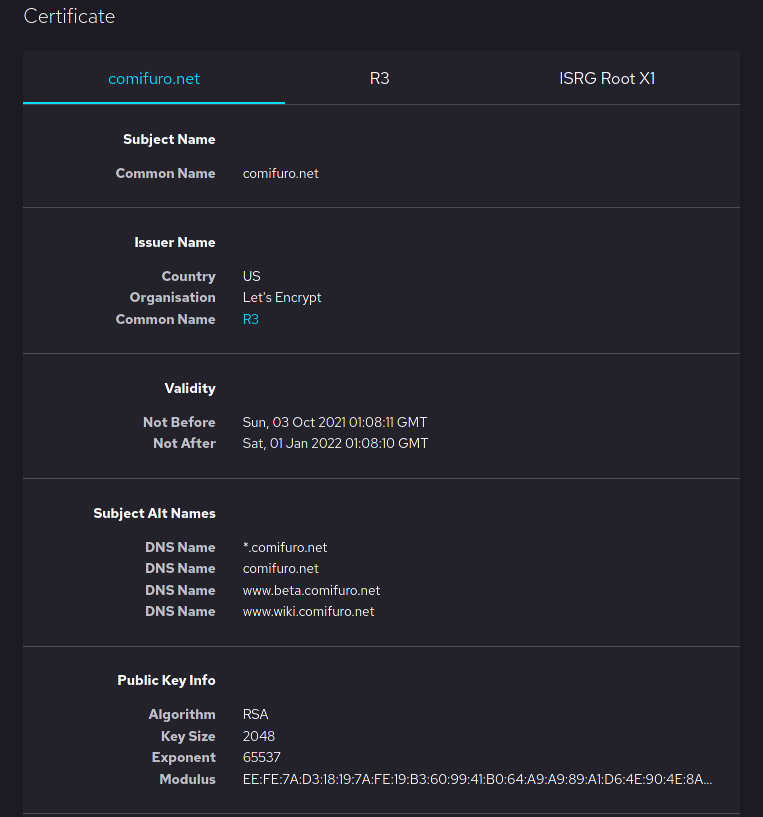 Certificate
comifuro.net R3 ISRG Root X1
Subject Name
Common Name comifuro.net
Issuer Name
Country US
Organisation Let's Encrypt
Common Name R3
Validity
Not Before Sun, 03 Oct 2021 01:08:11 GMT
Not After Sat, 01 Jan 2022 01:08:10 GMT
Subject Alt Names
DNS Name *.comifuro.net
DNS Name comifuro.net
DNS Name www.beta.comifuro.net
DNS Name www.wiki.comifuro.net
Public Key Info
Algorithm RSA
Key Size 2048
Exponent 65537
Modulus EE:FE:7A:D3:18:19:7A:FE:19:B3:60:99:41:B0:64:A9:A9:89:A1:D6:4E:90:4E:8A...